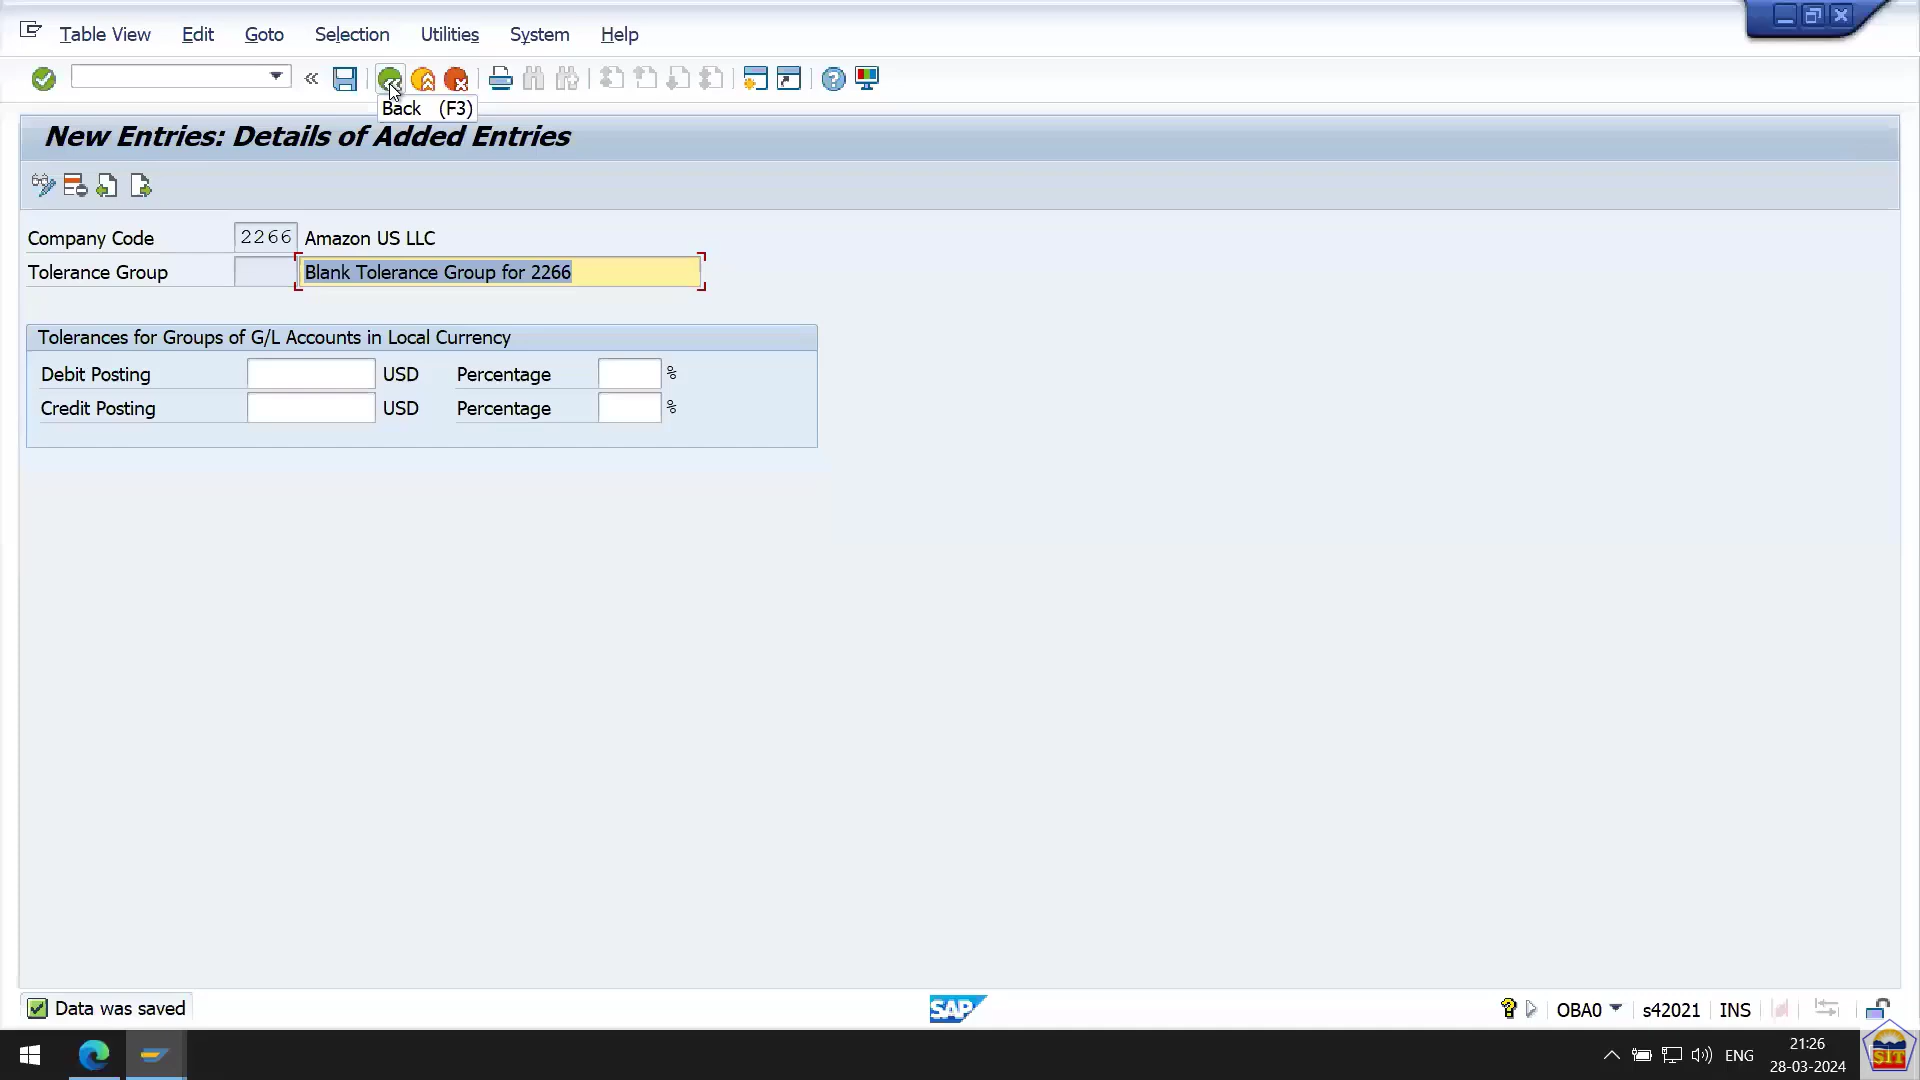 Table View Edit Goto Selection Utilities System Help
Back (F3)
New Entries: Details of Added Entries
Company Code 2266 Amazon US LLC
Tolerance Group Blank Tolerance Group for 2266
Tolerances for Groups of G/L Accounts in Local Currency
Debit Posting USD Percentage %
Credit Posting USD Percentage %
Data was saved SAP OBA0 s42021 INS
ENG 21:26
28-03-2024
SIT